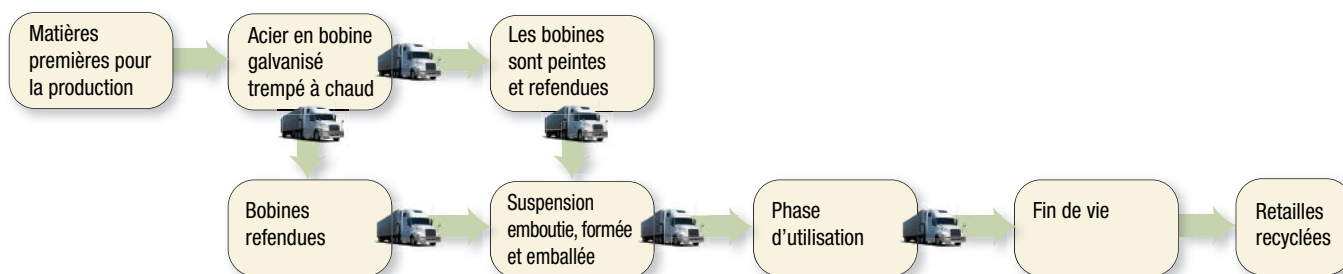 Matières
premières pour
la production
Acier en bobine
galvanisé
trempé à chaud
Les bobines
sont peintes
et refendues
Bobines
refendues
Suspension
emboutie, formée
et emballée
Phase
d'utilisation
Fin de vie
Retailles
recyclées